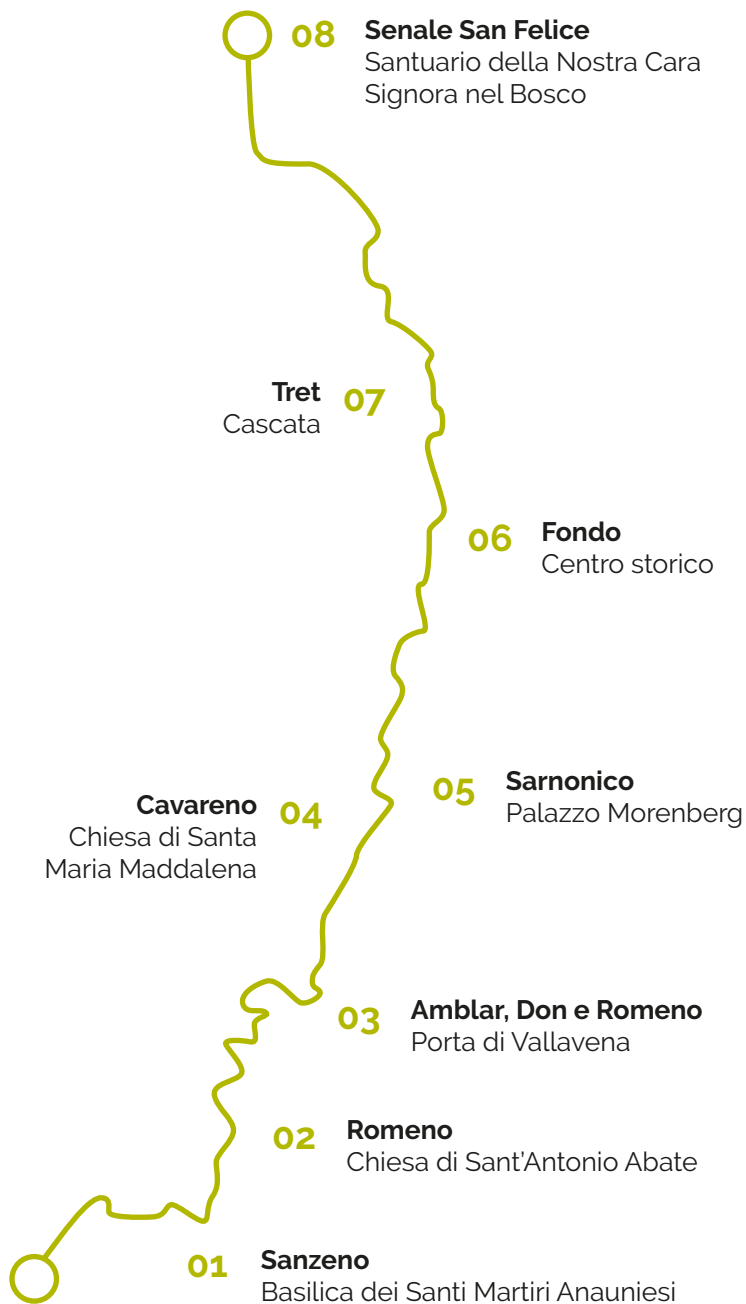 08
Senale San Felice
Santuario della Nostra Cara
Signora nel Bosco
Tret
Cascata
07
06
Fondo
Centro storico
05
Sarnonico
Palazzo Morenberg
Cavareno
Chiesa di Santa
Maria Maddalena
04
03
Amblar, Don e Romeno
Porta di Vallavena
02
Romeno
Chiesa di Sant'Antonio Abate
01
Sanzeno
Basilica dei Santi Martiri Anauniesi